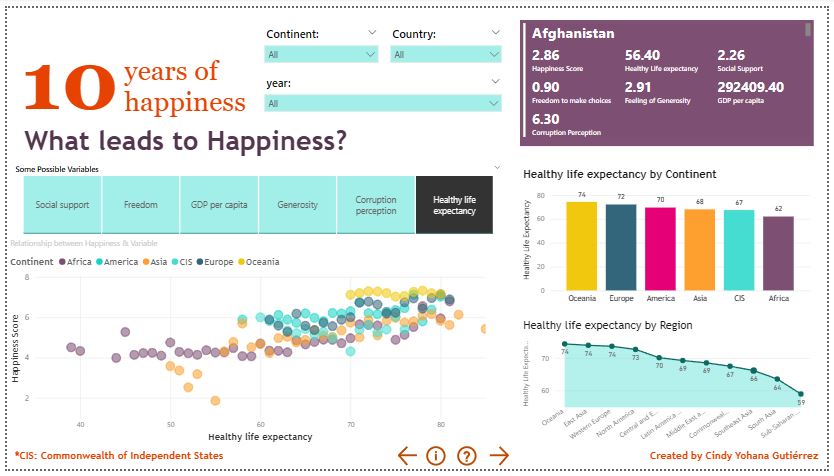 10 years of happiness
What leads to Happiness?
Continent:
All
Country:
All
year:
All
Afghanistan
2.86 56.40 2.26
Happiness Score Healthy Life expectancy Social Support
0.90 2.91 292409.40
Freedom to make choices Feeling of Generosity GDP per capita
6.30
Corruption Perception
Some Possible Variables
Social support
Freedom
GDP per capita
Generosity
Corruption perception
Healthy life expectancy
Relationship between Happiness & Variable
Continent Africa America Asia CIS Europe Oceania
Happiness Score
8
6
4
2
40 50 60 70 80
Healthy life expectancy
Healthy life expectancy by Continent
Healthy Life Expectancy
80
60
40
20
0
74 72 70 68 67 62
Oceania Europe America Asia CIS Africa
Healthy life expectancy by Region
Healthy Life Expects...
70
60
74 74 74 73 70 69 69 67 66 64 59
Oceania East Asia Western Europe North America Central and E... Latin America ... Middle East a... Commonweal... Southeast Asia South Asia Sub-Saharan...
*CIS: Commonwealth of Independent States
Created by Cindy Yohana Gutiérrez